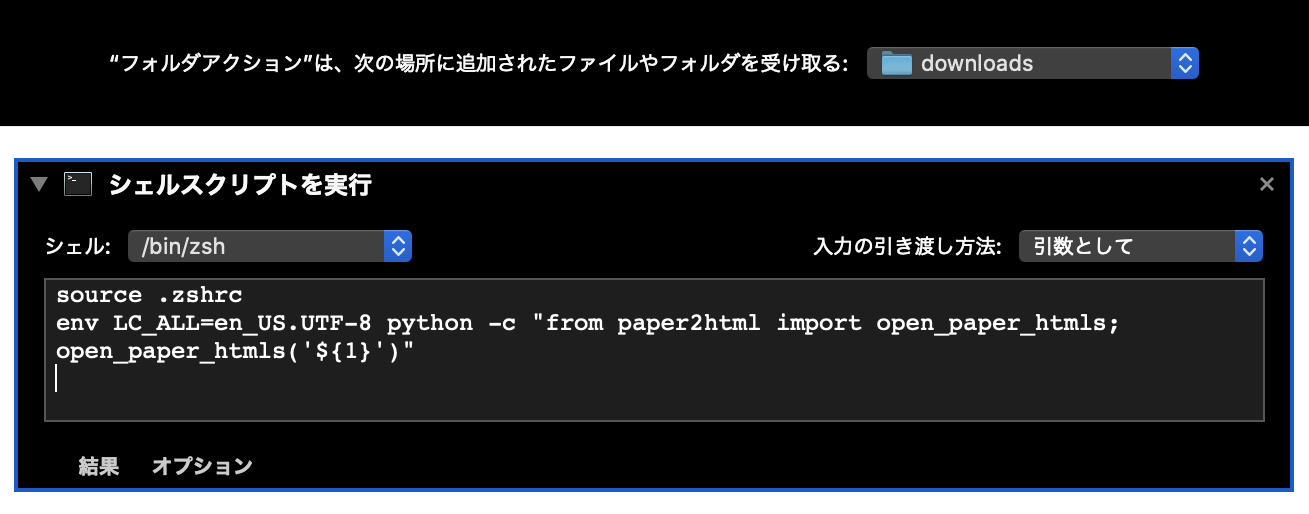 “フォルダアクション”は、次の場所に追加されたファイルやフォルダを受け取る: downloads
シェルスクリプトを実行
シェル: /bin/zsh 入力の引き渡し方法: 引数として
source .zshrc
env LC_ALL=en_US.UTF-8 python -c "from paper2html import open_paper_htmls;
open_paper_htmls('${1}')"
結果 オプション